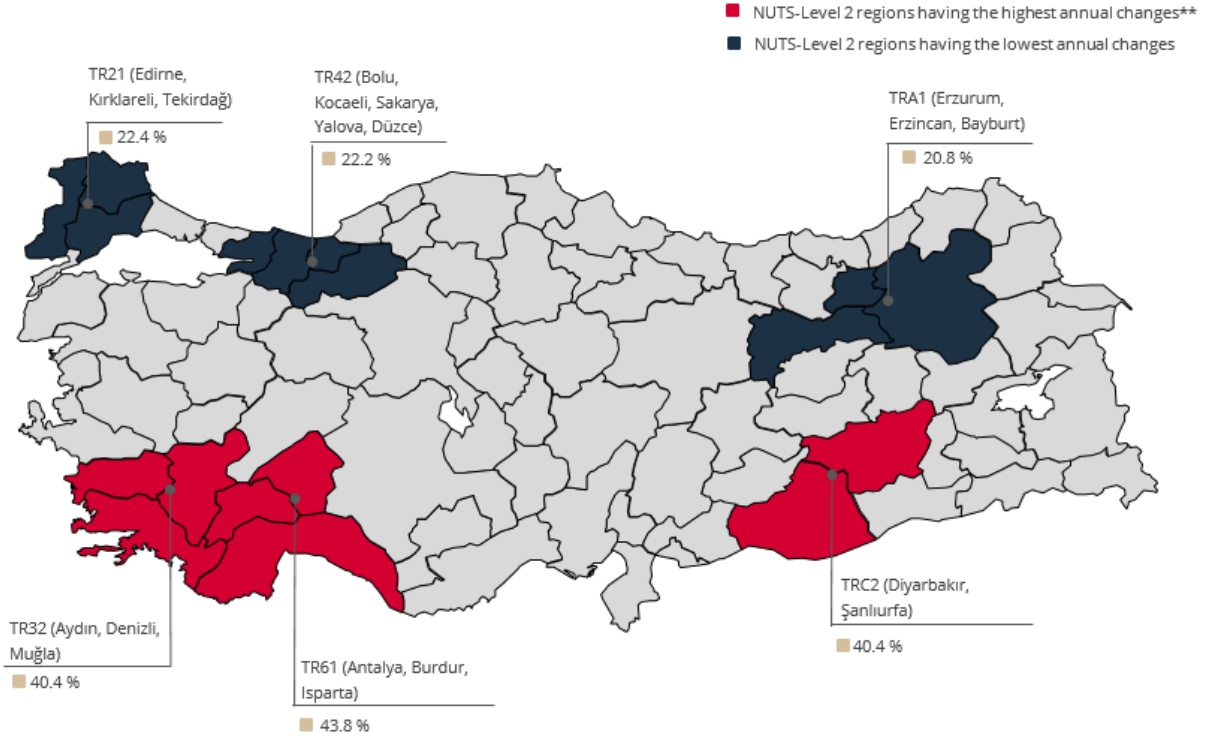 NUTS-Level 2 regions having the highest annual changes**
NUTS-Level 2 regions having the lowest annual changes
TR21 (Edirne,
Kırklareli, Tekirdağ)
22.4 %
TR42 (Bolu,
Kocaeli, Sakarya,
Yalova, Düzce)
22.2 %
TRA1 (Erzurum,
Erzincan, Bayburt)
20.8 %
TR32 (Aydın, Denizli,
Muğla)
40.4 %
TR61 (Antalya, Burdur,
Isparta)
43.8 %
TRC2 (Diyarbakır,
Şanlıurfa)
40.4 %